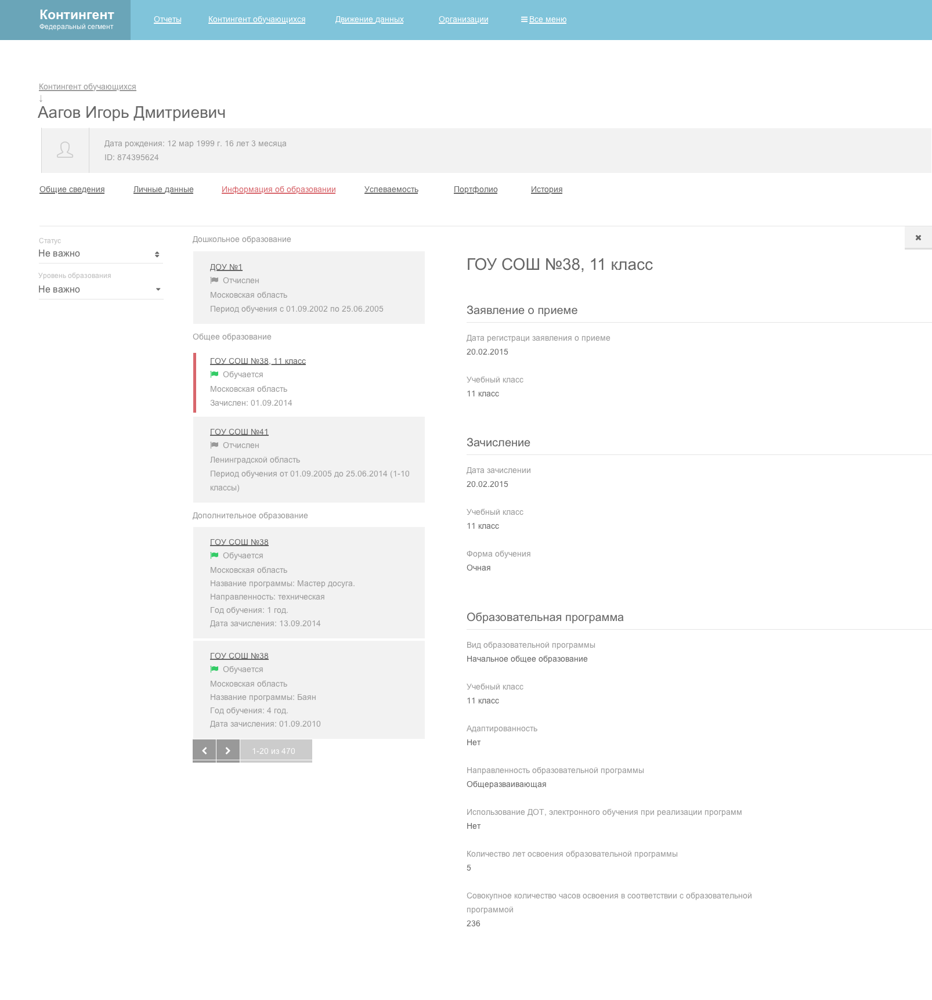 Контингент
Федеральный сегмент
Отчеты
Контингент обучающихся
Движение данных
Организации
Все меню
Контингент обучающихся
↓
Аагов Игорь Дмитриевич
Дата рождения: 12 мар 1999 г. 16 лет 3 месяца
ID: 874395624
Общие сведения
Личные данные
Информация об образовании
Успеваемость
Портфолио
История
Статус
Не важно
Уровень образования
Не важно
Дошкольное образование
ДОУ №1
Отчислен
Московская область
Период обучения с 01.09.2002 по 25.06.2005
Общее образование
ГОУ СОШ №38, 11 класс
Обучается
Московская область
Зачислен: 01.09.2014
ГОУ СОШ №41
Отчислен
Ленинградской область
Период обучения от 01.09.2005 до 25.06.2014 (1-10
классы)
Дополнительное образование
ГОУ СОШ №38
Обучается
Московская область
Название программы: Мастер досуга.
Направленность: техническая
Год обучения: 1 год.
Дата зачисления: 13.09.2014
ГОУ СОШ №38
Обучается
Московская область
Название программы: Баян
Год обучения: 4 год.
Дата зачисления: 01.09.2010
1-20 из 470
ГОУ СОШ №38, 11 класс
Заявление о приеме
Дата регистраци заявления о приеме
20.02.2015
Учебный класс
11 класс
Зачисление
Дата зачислении
20.02.2015
Учебный класс
11 класс
Форма обучения
Очная
Образовательная программа
Вид образовательной программы
Начальное общее образование
Учебный класс
11 класс
Адаптированность
Нет
Направленность образовательной программы
Общеразваивающая
Использование ДОТ, электронного обучения при реализации программ
Нет
Количество лет освоения образовательной программы
5
Совокупное количество часов освоения в соответствии с образовательной
программой
236